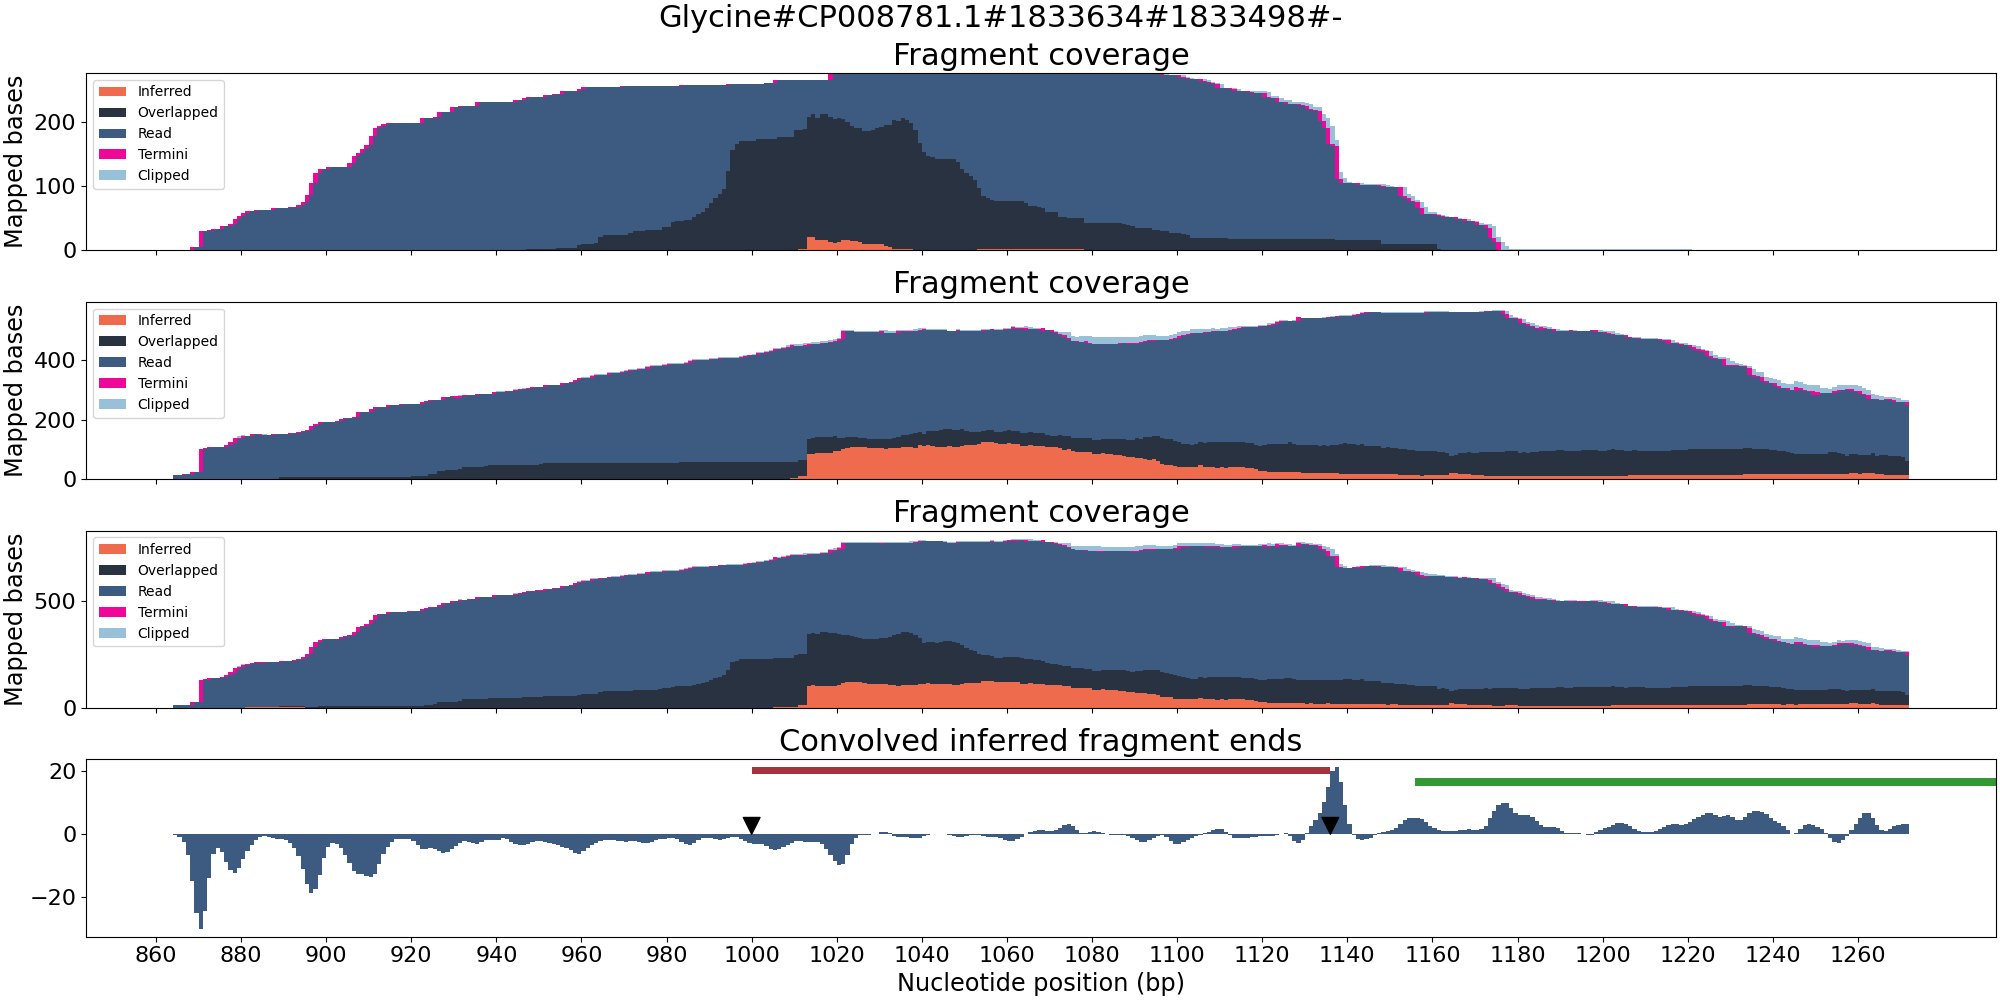 Glycine#CP008781.1#1833634#1833498#-
Fragment coverage
Mapped bases
200
100
0
Inferred
Overlapped
Read
Termini
Clipped
Fragment coverage
Mapped bases
400
200
0
Inferred
Overlapped
Read
Termini
Clipped
Fragment coverage
Mapped bases
500
0
Inferred
Overlapped
Read
Termini
Clipped
Convolved inferred fragment ends
20
0
−20
860 880 900 920 940 960 980 1000 1020 1040 1060 1080 1100 1120 1140 1160 1180 1200 1220 1240 1260
Nucleotide position (bp)